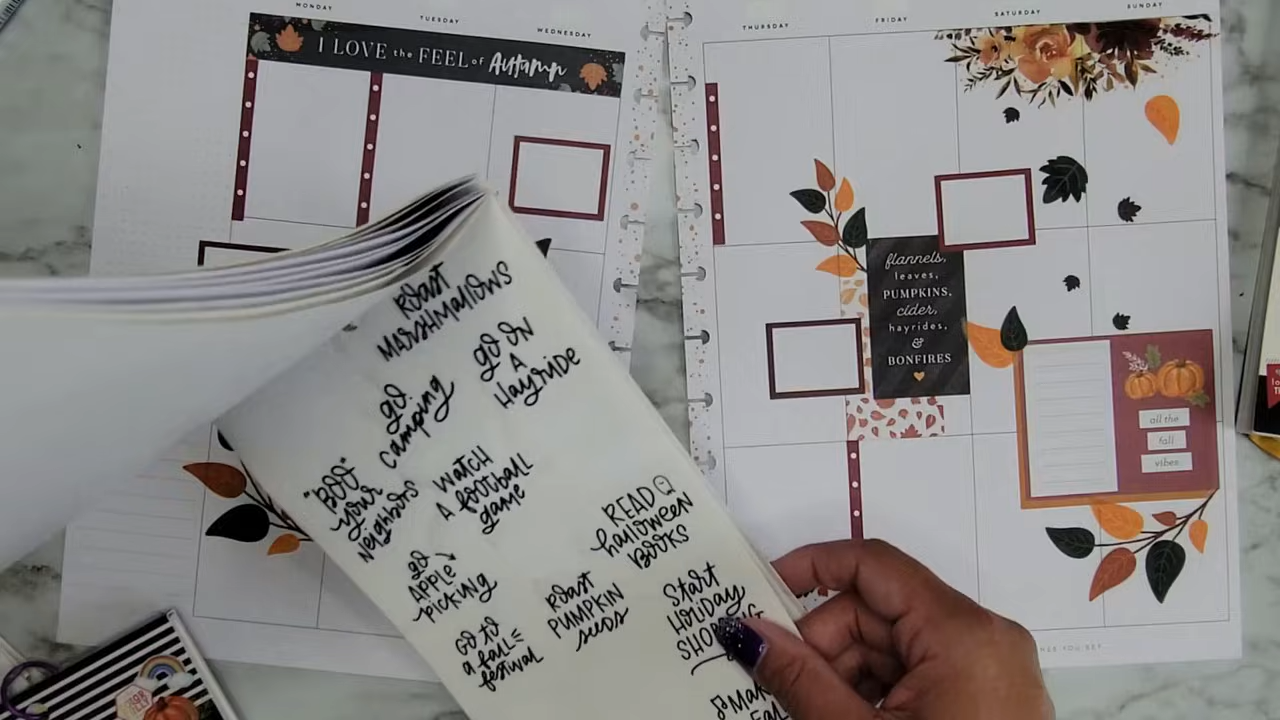 MONDAY
TUESDAY
WEDNESDAY
THURSDAY
FRIDAY
SATURDAY
SUNDAY
I LOVE the FEEL of Autumn
flannels,
leaves,
PUMPKINS,
cider,
hayrides,
&
BONFIRES
all the
fall
vibes
ROAST
MARSHMALLOWS
go ON
A
HAYRIDE
go
camping
"BOO"
your
neighbors
WATCH
A football
game
READ
halloween
BOOKS
go
APPLE
picking
ROAST
PUMPKIN
seeds
Start
HOLIDAY
SHOPPING
GO TO
a fall
festival